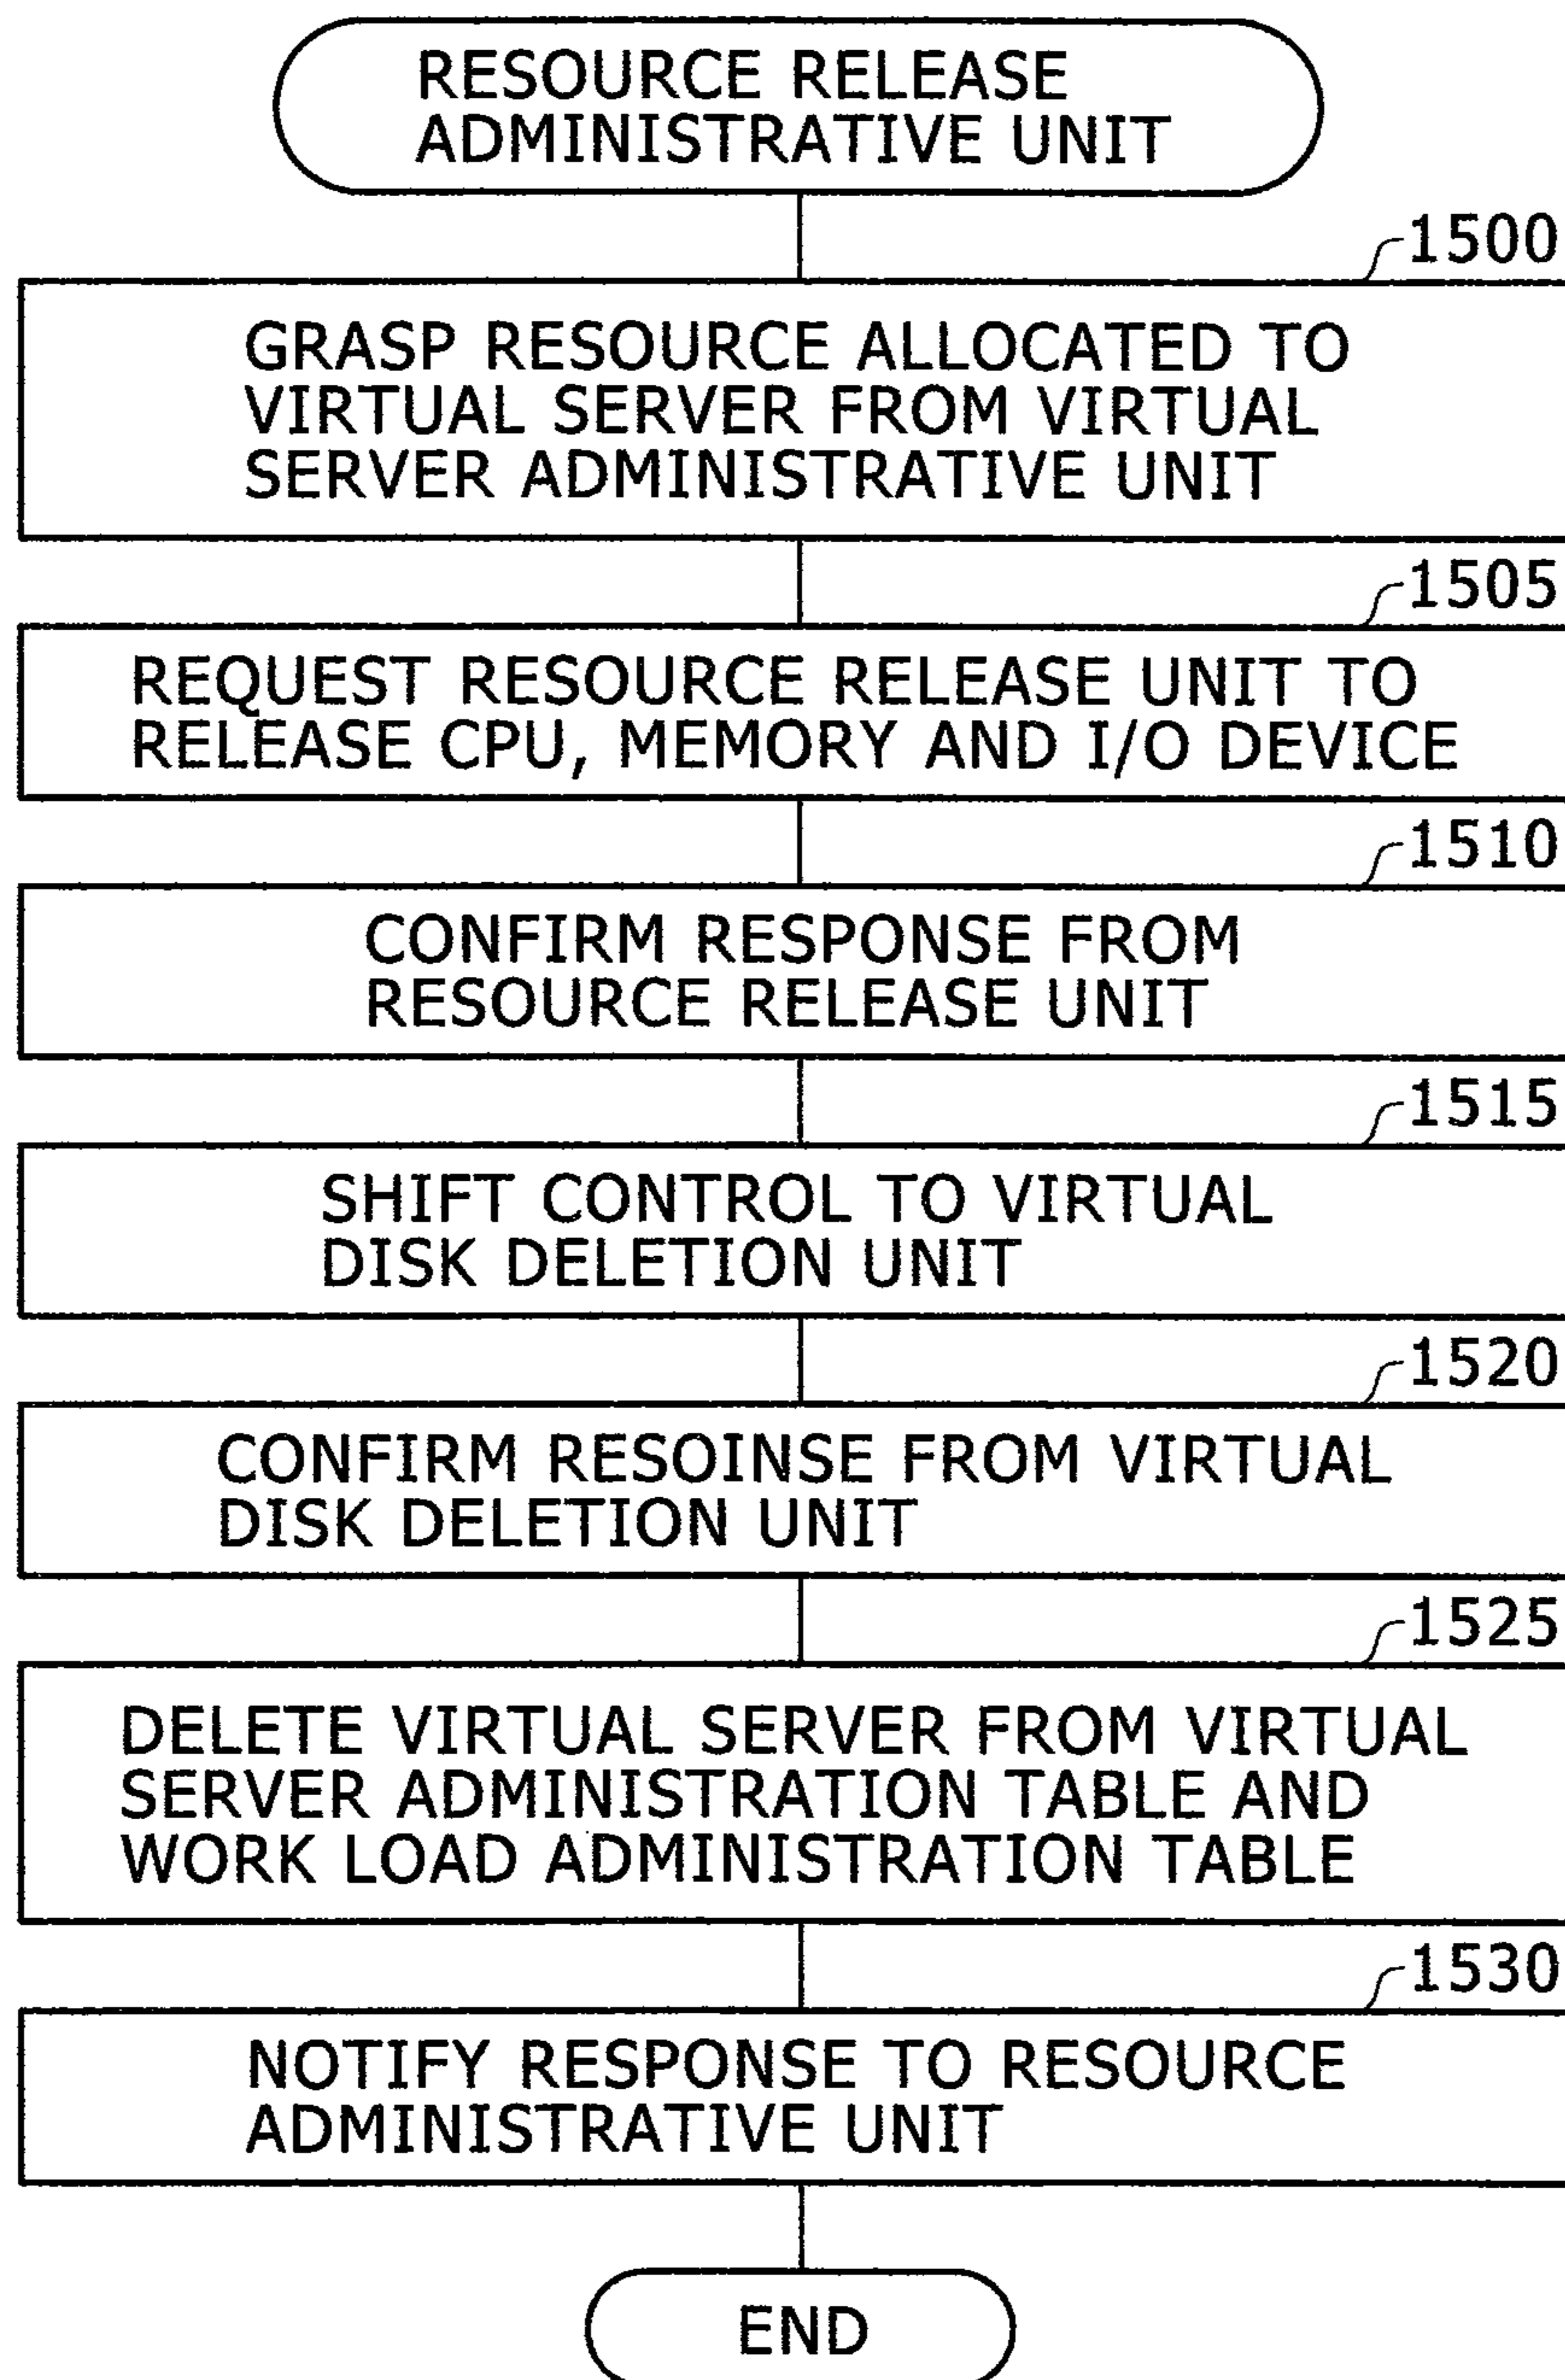 RESOURCE RELEASE
ADMINISTRATIVE UNIT
1500
GRASP RESOURCE ALLOCATED TO
VIRTUAL SERVER FROM VIRTUAL
SERVER ADMINISTRATIVE UNIT
1505
REQUEST RESOURCE RELEASE UNIT TO
RELEASE CPU, MEMORY AND I/O DEVICE
1510
CONFIRM RESPONSE FROM
RESOURCE RELEASE UNIT
1515
SHIFT CONTROL TO VIRTUAL
DISK DELETION UNIT
1520
CONFIRM RESOINSE FROM VIRTUAL
DISK DELETION UNIT
1525
DELETE VIRTUAL SERVER FROM VIRTUAL
SERVER ADMINISTRATION TABLE AND
WORK LOAD ADMINISTRATION TABLE
1530
NOTIFY RESPONSE TO RESOURCE
ADMINISTRATIVE UNIT
END